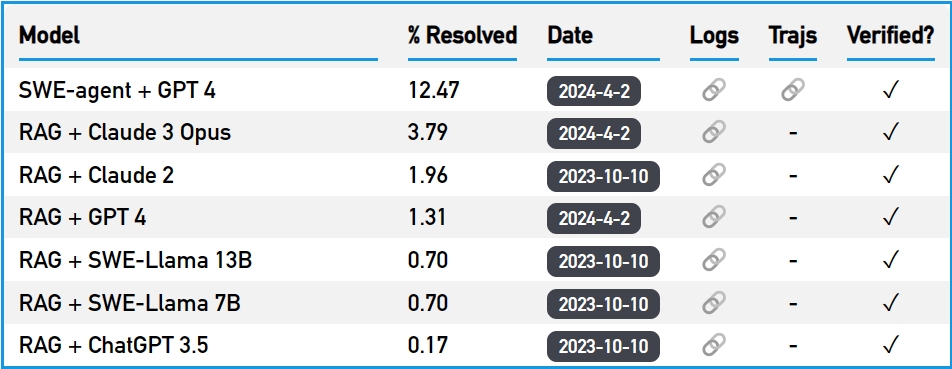 Model % Resolved Date Logs Trajs Verified?
SWE-agent + GPT 4 12.47 2024-4-2 ✓
RAG + Claude 3 Opus 3.79 2024-4-2 - ✓
RAG + Claude 2 1.96 2023-10-10 - ✓
RAG + GPT 4 1.31 2024-4-2 - ✓
RAG + SWE-Llama 13B 0.70 2023-10-10 - ✓
RAG + SWE-Llama 7B 0.70 2023-10-10 - ✓
RAG + ChatGPT 3.5 0.17 2023-10-10 - ✓